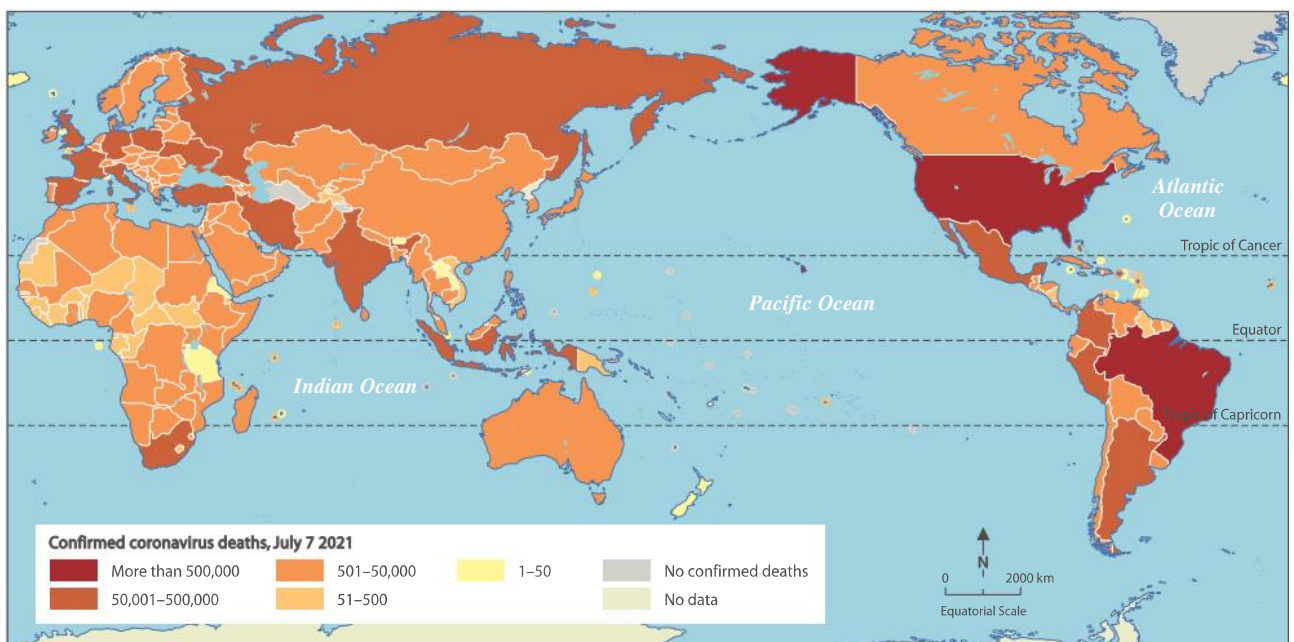 Atlantic
Ocean
Tropic of Cancer
Pacific Ocean
Equator
Indian Ocean
Tropic of Capricorn
Confirmed coronavirus deaths, July 7 2021
More than 500,000
501–50,000
1–50
No confirmed deaths
50,001–500,000
51–500
No data
N
0 2000 km
Equatorial Scale